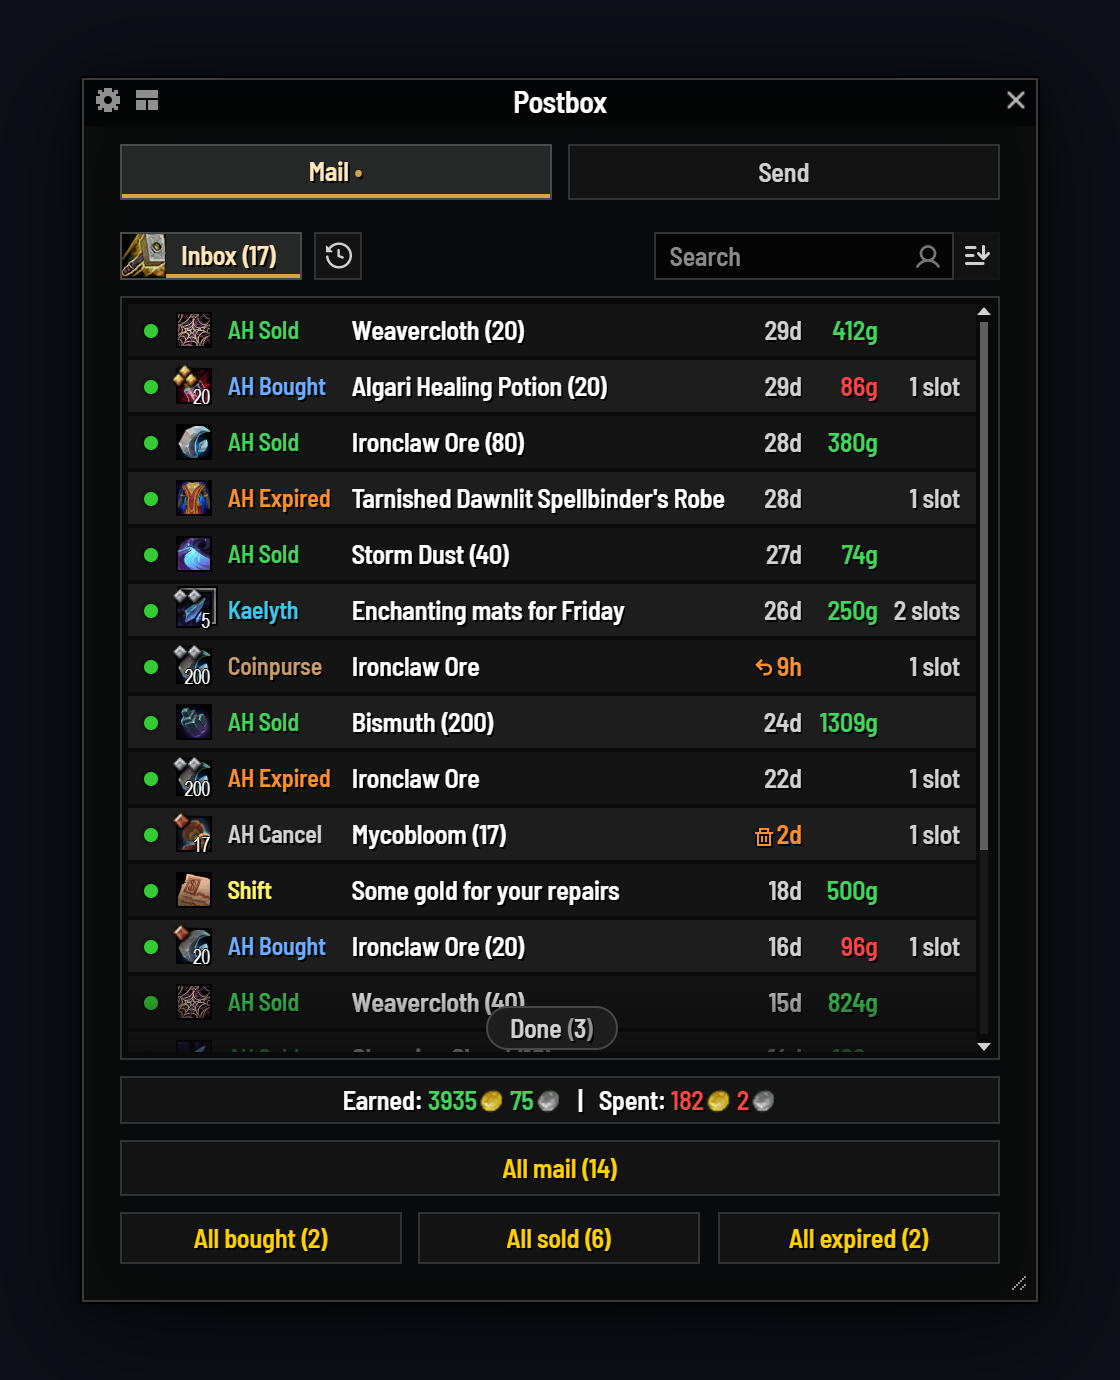 Postbox
Mail •
Send
Inbox (17)
Search
AH Sold Weavercloth (20) 29d 412g
20 AH Bought Algari Healing Potion (20) 29d 86g 1 slot
AH Sold Ironclaw Ore (80) 28d 380g
AH Expired Tarnished Dawnlit Spellbinder's Robe 28d 1 slot
AH Sold Storm Dust (40) 27d 74g
5 Kaelyth Enchanting mats for Friday 26d 250g 2 slots
200 Coinpurse Ironclaw Ore 9h 1 slot
AH Sold Bismuth (200) 24d 1309g
200 AH Expired Ironclaw Ore 22d 1 slot
17 AH Cancel Mycobloom (17) 2d 1 slot
Shift Some gold for your repairs 18d 500g
20 AH Bought Ironclaw Ore (20) 16d 96g 1 slot
AH Sold Weavercloth (40) 15d 824g
Done (3)
Earned: 3935 75 | Spent: 182 2
All mail (14)
All bought (2)
All sold (6)
All expired (2)